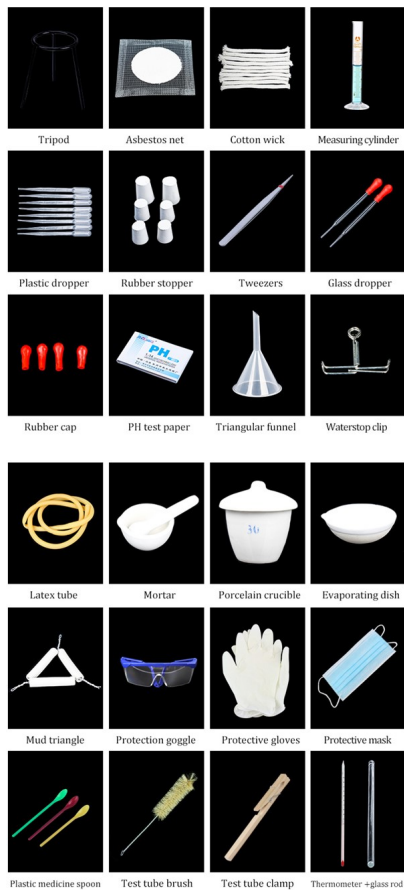 Tripod
Asbestos net
Cotton wick
Measuring cylinder
Plastic dropper
Rubber stopper
Tweezers
Glass dropper
PH
Rubber cap
PH test paper
Triangular funnel
Waterstop clip
Latex tube
Mortar
Porcelain crucible
Evaporating dish
Mud triangle
Protection goggle
Protective gloves
Protective mask
Plastic medicine spoon
Test tube brush
Test tube clamp
Thermometer +glass rod